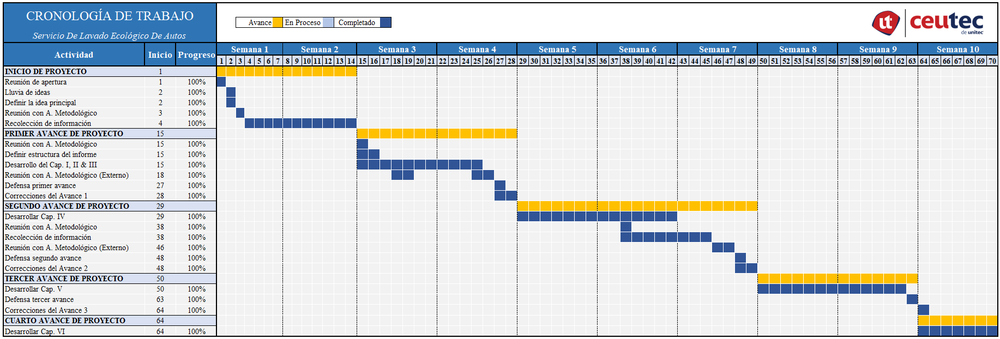 CRONOLOGÍA DE TRABAJO
Servicio De Lavado Ecológico De Autos
Avance En Proceso Completado
ut ceutec
de unitec
Actividad Inicio Progreso Semana 1 Semana 2 Semana 3 Semana 4 Semana 5 Semana 6 Semana 7 Semana 8 Semana 9 Semana 10
1 2 3 4 5 6 7 8 9 10 11 12 13 14 15 16 17 18 19 20 21 22 23 24 25 26 27 28 29 30 31 32 33 34 35 36 37 38 39 40 41 42 43 44 45 46 47 48 49 50 51 52 53 54 55 56 57 58 59 60 61 62 63 64 65 66 67 68 69 70
INICIO DE PROYECTO 1
Reunión de apertura 1 100%
Lluvia de ideas 2 100%
Definir la idea principal 2 100%
Reunión con A. Metodológico 3 100%
Recolección de información 4 100%
PRIMER AVANCE DE PROYECTO 15
Reunión con A. Metodológico 15 100%
Definir estructura del informe 15 100%
Desarrollo del Cap. I, II & III 15 100%
Reunión con A. Metodológico (Externo) 18 100%
Defensa primer avance 27 100%
Correcciones del Avance 1 28 100%
SEGUNDO AVANCE DE PROYECTO 29
Desarrollar Cap. IV 29 100%
Reunión con A. Metodológico 38 100%
Recolección de información 38 100%
Reunión con A. Metodológico (Externo) 46 100%
Defensa segundo avance 48 100%
Correcciones del Avance 2 48 100%
TERCER AVANCE DE PROYECTO 50
Desarrollar Cap. V 50 100%
Defensa tercer avance 63 100%
Correcciones del Avance 3 64 100%
CUARTO AVANCE DE PROYECTO 64
Desarrollar Cap. VI 64 100%